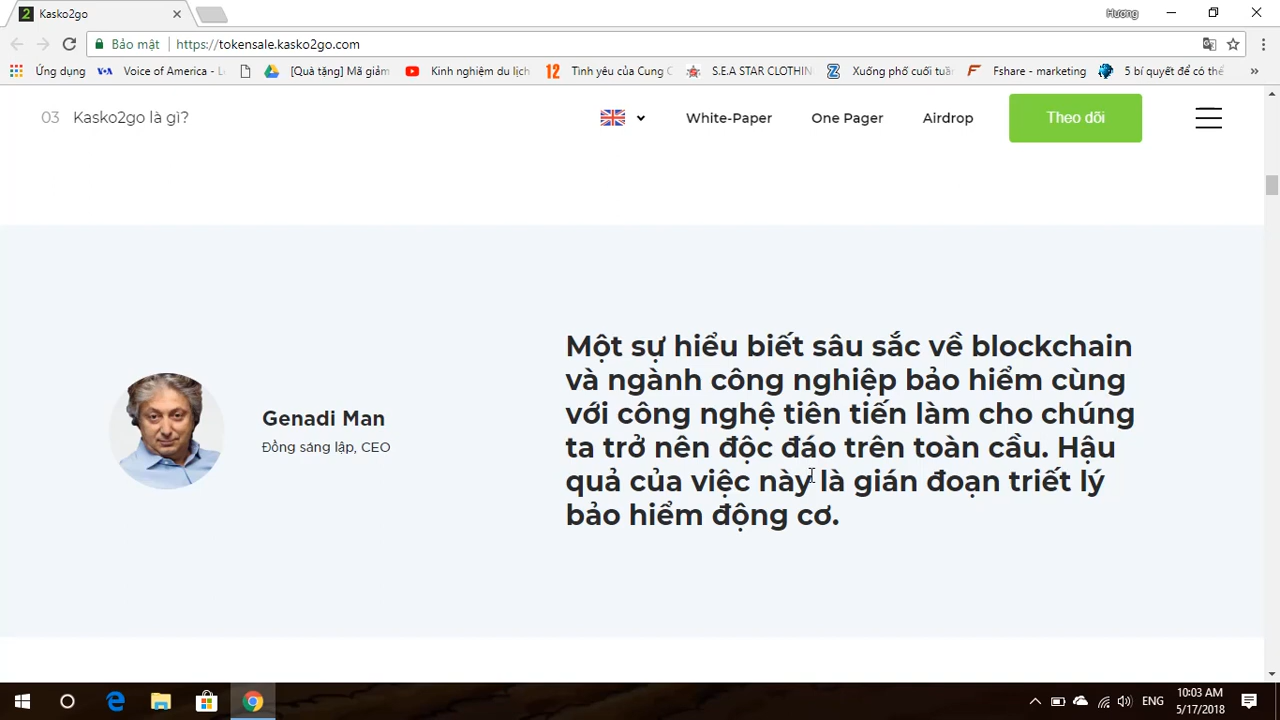 2 Kasko2go
Hương
Bảo mật https://tokensale.kasko2go.com
Ứng dụng VOA Voice of America - L [Quà tặng] Mã giảm Kinh nghiệm du lịch 12 Tình yêu của Cung S.E.A STAR CLOTHIN Z Xuống phố cuối tuần F Fshare - marketing 5 bí quyết để có thể »
03 Kasko2go là gì? White-Paper One Pager Airdrop Theo dõi
Một sự hiểu biết sâu sắc về blockchain
và ngành công nghiệp bảo hiểm cùng
với công nghệ tiên tiến làm cho chúng
ta trở nên độc đáo trên toàn cầu. Hậu
quả của việc này là gián đoạn triết lý
bảo hiểm động cơ.
Genadi Man
Đồng sáng lập, CEO
ENG
10:03 AM
5/17/2018